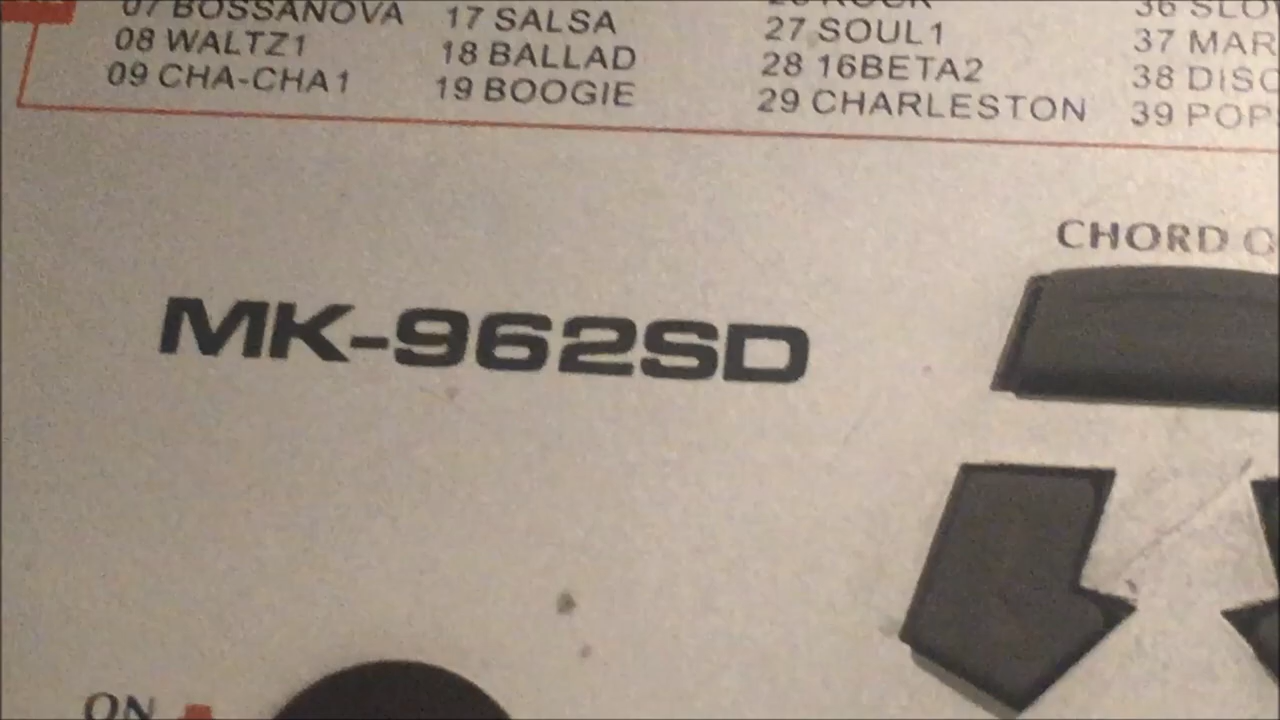 07 BOSSANOVA
08 WALTZ1
09 CHA-CHA1
17 SALSA
18 BALLAD
19 BOOGIE
27 SOUL1
28 16BETA2
29 CHARLESTON
37 MAR
38 DISC
39 POP
MK-962SD
CHORD
ON